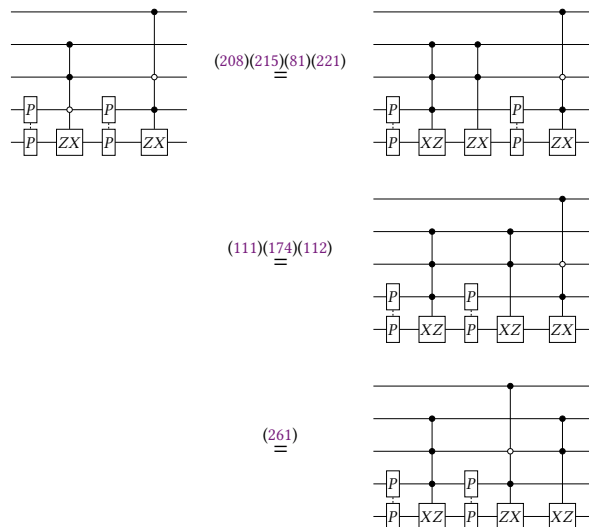 (208)(215)(81)(221)
=
P P
P ZX P ZX
P P
P XZ ZX P ZX
(111)(174)(112)
=
P P
P XZ P XZ ZX
(261)
=
P P
P XZ P ZX XZ